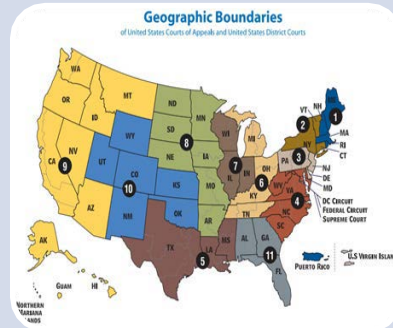 Geographic Boundaries
of United States Courts of Appeals and United States District Courts
WA
OR
ID
MT
NV
CA
9
AZ
AK
HI
GUAM
NORTHERN
MARIANA
WY
UT
CO
10
KS
NM
OK
ND
SD
MN
8
NE
IA
MO
AR
TX
LA
MS
5
WI
7
IL
IN
MI
OH
6
KY
TN
VT
NH
ME
1
2
NY
MA
RI
CT
PA
3
NJ
DE
MD
DC CIRCUIT
FEDERAL CIRCUIT
SUPREME COURT
WV
VA
4
NC
SC
AL
GA
11
FL
PUERTO RICO
U.S. VIRGIN